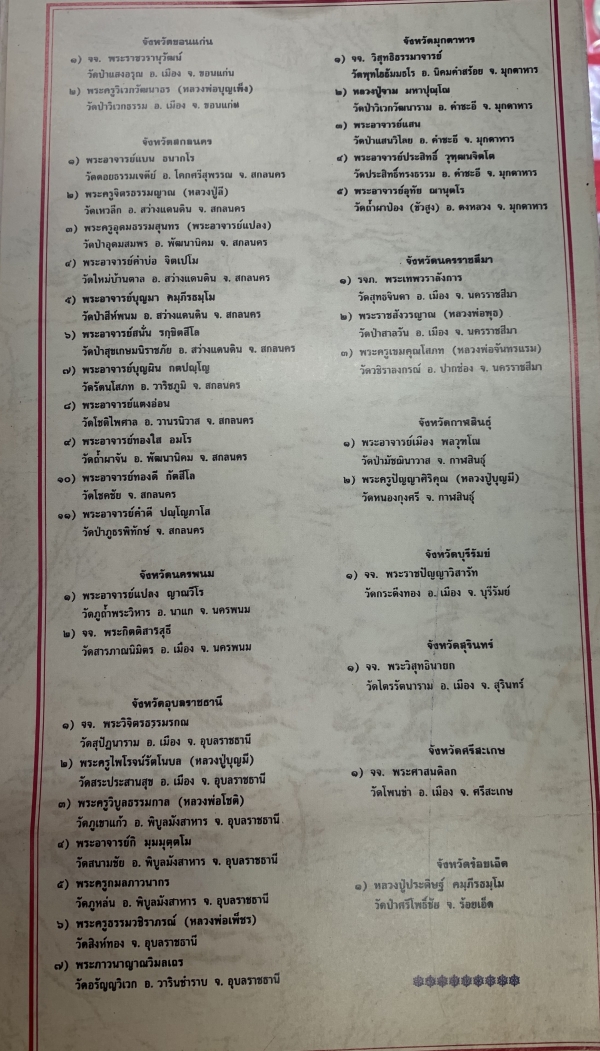 จังหวัดขอนแก่น
๑) จจ. พระราชวรานุวัฒน์
วัดป่าแสงอรุณ อ. เมือง จ. ขอนแก่น
๒) พระครูวิเวกวัฒนาธร (หลวงพ่อบุญเพ็ง)
วัดป่าวิเวกธรรม อ. เมือง จ. ขอนแก่น
จังหวัดสกลนคร
๑) พระอาจารย์แบน ธนากโร
วัดดอยธรรมเจดีย์ อ. โคกศรีสุพรรณ จ. สกลนคร
๒) พระครูจิตรธรรมญาณ (หลวงปู่ลี)
วัดเหวลึก อ. สว่างแดนดิน จ. สกลนคร
๓) พระครูอุดมธรรมสุนทร (พระอาจารย์แปลง)
วัดป่าอุดมสมพร อ. พัฒนานิคม จ. สกลนคร
๔) พระอาจารย์คำบ่อ ฐิตเปโม
วัดใหม่บ้านตาล อ. สว่างแดนดิน จ. สกลนคร
๕) พระอาจารย์บุญมา คมฺภีรธมฺโม
วัดป่าสีห์พนม อ. สว่างแดนดิน จ. สกลนคร
๖) พระอาจารย์สนั่น รกฺขิตสีโล
วัดป่าสุขเกษมนิราชภัย อ. สว่างแดนดิน จ. สกลนคร
๗) พระอาจารย์บุญพิน กตปุญฺโญ
วัดรัตนโสภท อ. วาริชภูมิ จ. สกลนคร
๘) พระอาจารย์แตงอ่อน
วัดโชติไพศาล อ. วานรนิวาส จ. สกลนคร
๙) พระอาจารย์ทองใส อมโร
วัดถ้ำผาจัน อ. พัฒนานิคม จ. สกลนคร
๑๐) พระอาจารย์ทองดี กัตสีโล
วัดโชคชัย จ. สกลนคร
๑๑) พระอาจารย์คำดี ปญฺโญภาโส
วัดป่าภูธรพิทักษ์ จ. สกลนคร
จังหวัดนครพนม
๑) พระอาจารย์แปลง ญาณวีโร
วัดภูถ้ำพระวิหาร อ. นาแก จ. นครพนม
๒) จจ. พระกิตติสารสุธี
วัดสารภาณนิมิตร อ. เมือง จ. นครพนม
จังหวัดอุบลราชธานี
๑) จจ. พระวิจิตรธรรมรภณ
วัดสุปัฏนาราม อ. เมือง จ. อุบลราชธานี
๒) พระครูไพโรจน์รัตโนบล (หลวงปู่บุญมี)
วัดสระประสานสุข อ. เมือง จ. อุบลราชธานี
๓) พระครูวิบูลธรรมกาล (หลวงพ่อโชติ)
วัดภูเขาแก้ว อ. พิบูลมังสาหาร จ. อุบลราชธานี
๔) พระอาจารย์กิ มุมมุตฺตโม
วัดสนามชัย อ. พิบูลมังสาหาร จ. อุบลราชธานี
๕) พระครูกมลภาวนากร
วัดภูหล่น อ. พิบูลมังสาหาร จ. อุบลราชธานี
๖) พระครูธรรมวชิราภรณ์ (หลวงพ่อเพ็ชร)
วัดสิงห์ทอง จ. อุบลราชธานี
๗) พระภาวนาญาณวิมลเถร
วัดอรัญญวิเวก อ. วารินชำราบ จ. อุบลราชธานี
จังหวัดมุกดาหาร
๑) จจ. วิสุทธิธรรมาจารย์
วัดพุทโธธัมมธโร อ. นิคมคำสร้อย จ. มุกดาหาร
๒) หลวงปู่จาม มหาปุญฺโญ
วัดป่าวิเวกวัฒนาราม อ. คำชะอี จ. มุกดาหาร
๓) พระอาจารย์แสน
วัดป่าแสนวิไลย อ. คำชะอี จ. มุกดาหาร
๔) พระอาจารย์ประสิทธิ์ วุฑฺฒนจิตโต
วัดประสิทธิ์ทรงธรรม อ. คำชะอี จ. มุกดาหาร
๕) พระอาจารย์อุทัย ฌานุตโร
วัดถ้ำผาป่อง (ชัวสูง) อ. ดงหลวง จ. มุกดาหาร
จังหวัดนครราชสีมา
๑) รจภ. พระเทพวราลังการ
วัดสุทธจินดา อ. เมือง จ. นครราชสีมา
๒) พระราชสังวรญาณ (หลวงพ่อพุธ)
วัดป่าสาลวัน อ. เมือง จ. นครราชสีมา
๓) พระครูเขมคุณโสภท (หลวงพ่อจันทรแรม)
วัดวชิราลงกรณ์ อ. ปากช่อง จ. นครราชสีมา
จังหวัดกาฬสินธุ์
๑) พระอาจารย์เมือง พลวฑฺโฒ
วัดป่ามัชฌิมาวาส จ. กาฬสินธุ์
๒) พระครูปัญญาศิริคุณ (หลวงปู่บุญมี)
วัดหนองกุงศรี จ. กาฬสินธุ์
จังหวัดบุรีรัมย์
๑) จจ. พระราชปัญญาวิสารัท
วัดกระดึงทอง อ. เมือง จ. บุรีรัมย์
จังหวัดสุรินทร์
๑) จจ. พระวิสุทธินายก
วัดไตรรัตนาราม อ. เมือง จ. สุรินทร์
จังหวัดศรีสะเกษ
๑) จจ. พระศาสนดิลก
วัดโพนข่า อ. เมือง จ. ศรีสะเกษ
จังหวัดร้อยเอ็ด
๑) หลวงปู่ประดิษฐ์ คมฺภีรธมฺโม
วัดป่าศรีโพธิ์ชัย จ. ร้อยเอ็ด